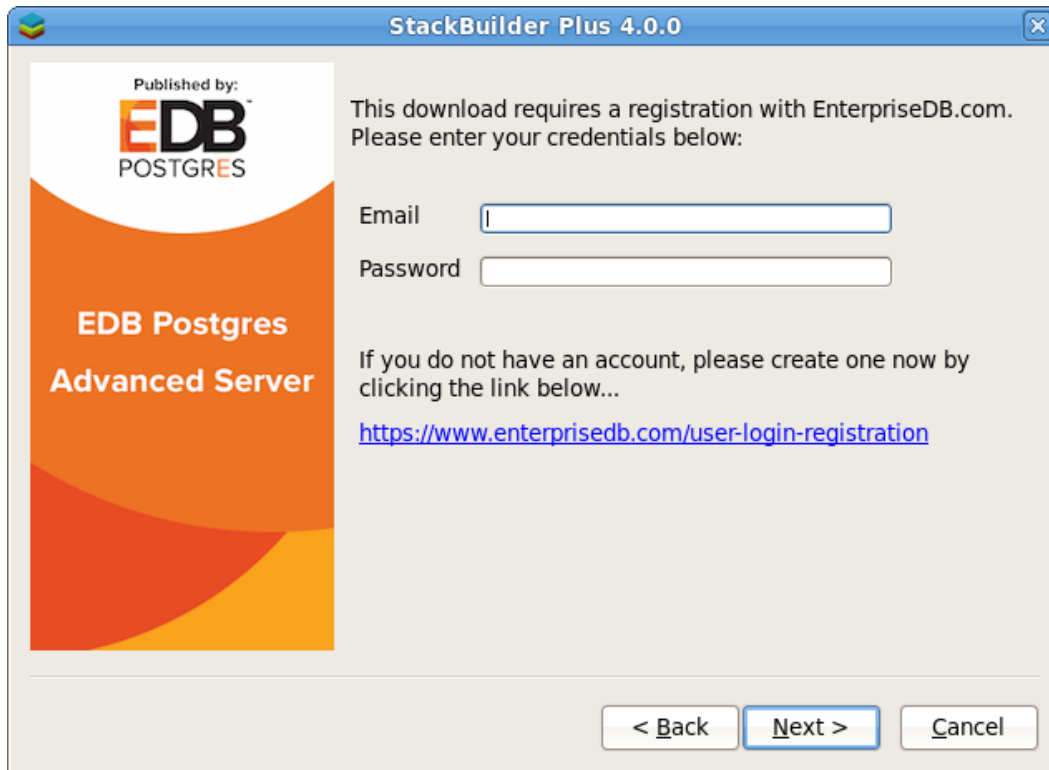 StackBuilder Plus 4.0.0
Published by:
EDB™
POSTGRES
EDB Postgres
Advanced Server
This download requires a registration with EnterpriseDB.com.
Please enter your credentials below:
Email
Password
If you do not have an account, please create one now by
clicking the link below...
https://www.enterprisedb.com/user-login-registration
< Back
Next >
Cancel